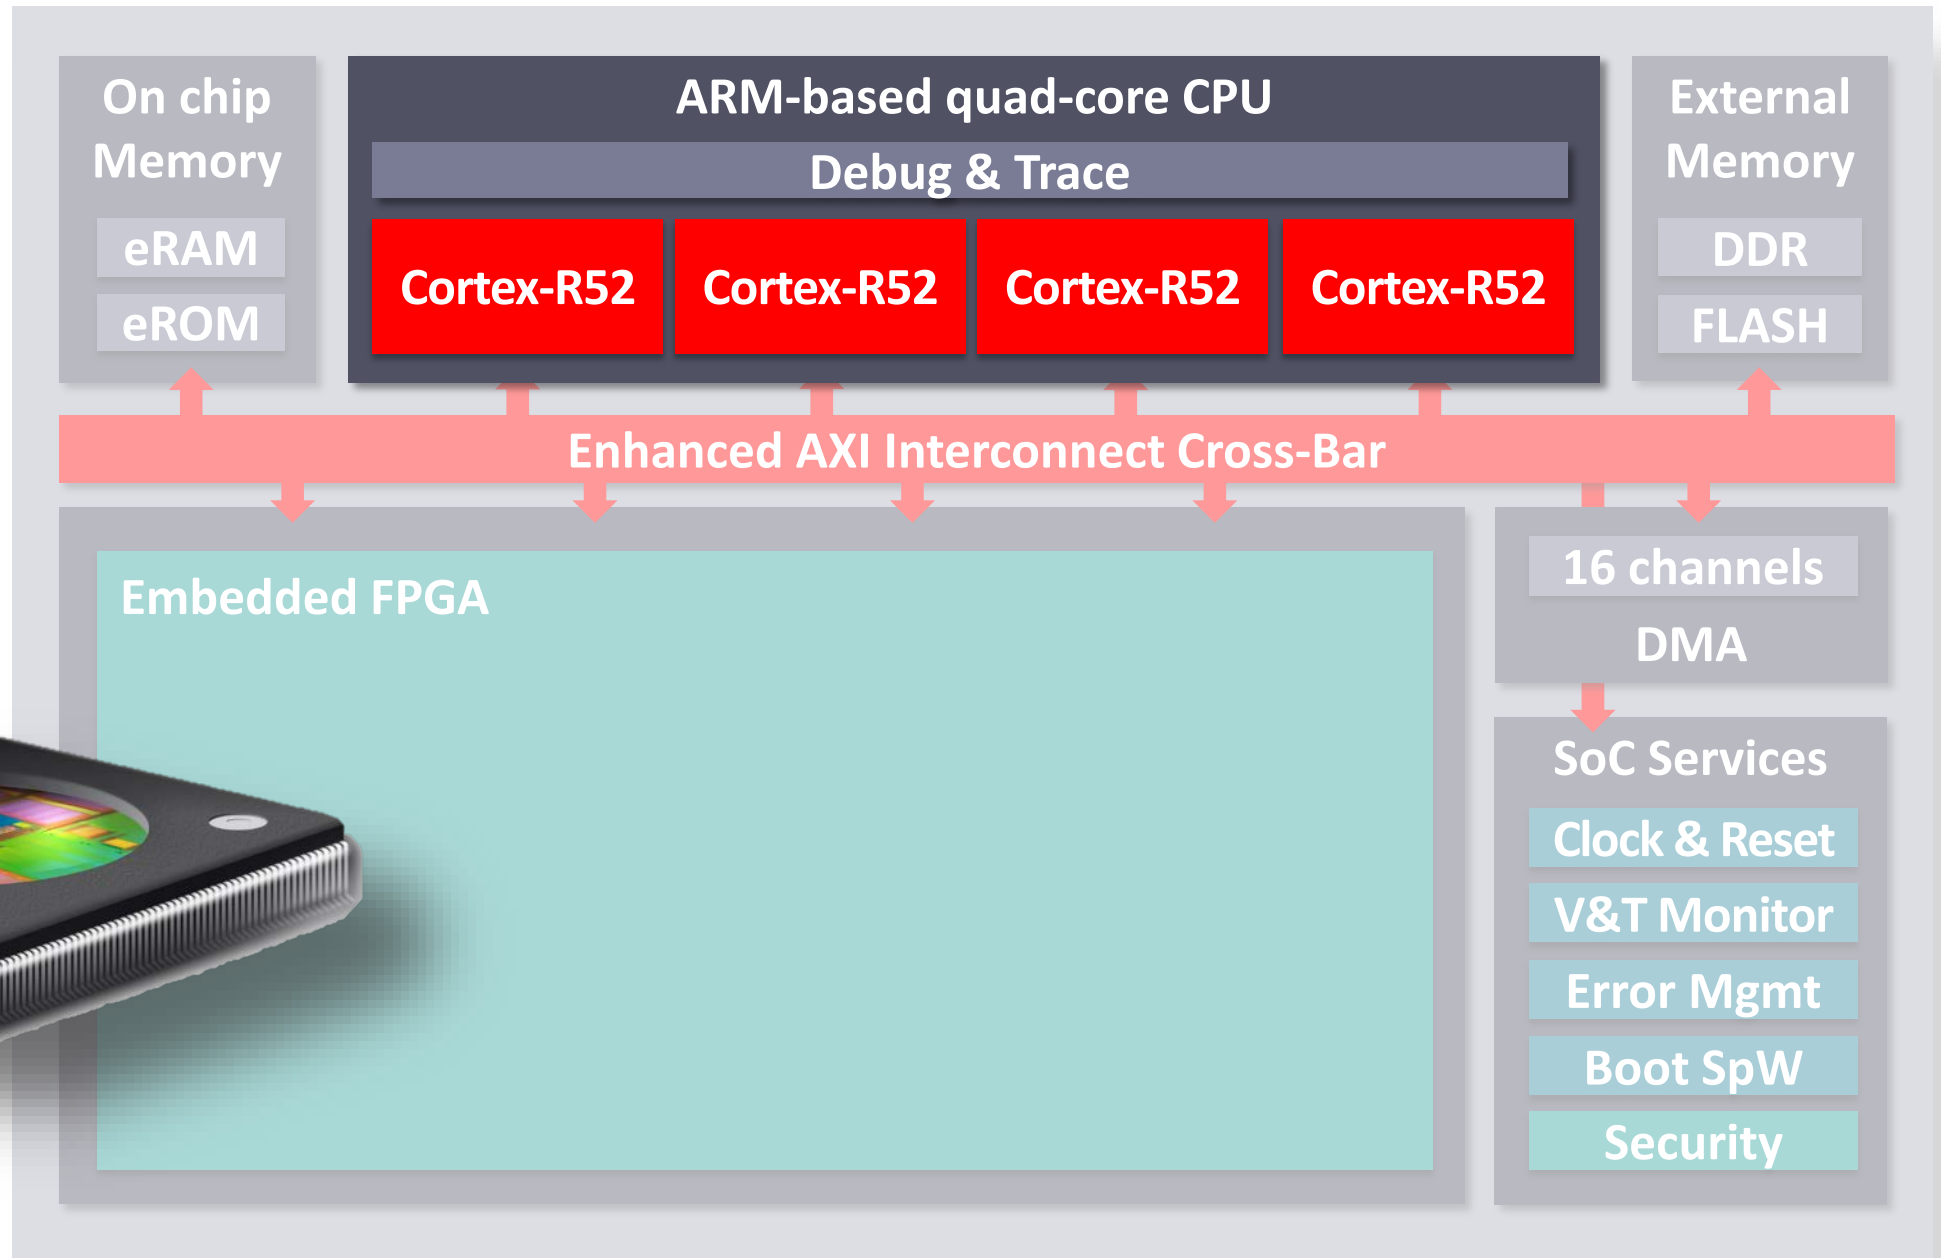 On chip
Memory
eRAM
eROM
ARM-based quad-core CPU
Debug & Trace
Cortex-R52
Cortex-R52
Cortex-R52
Cortex-R52
External
Memory
DDR
FLASH
Enhanced AXI Interconnect Cross-Bar
Embedded FPGA
16 channels
DMA
SoC Services
Clock & Reset
V&T Monitor
Error Mgmt
Boot SpW
Security